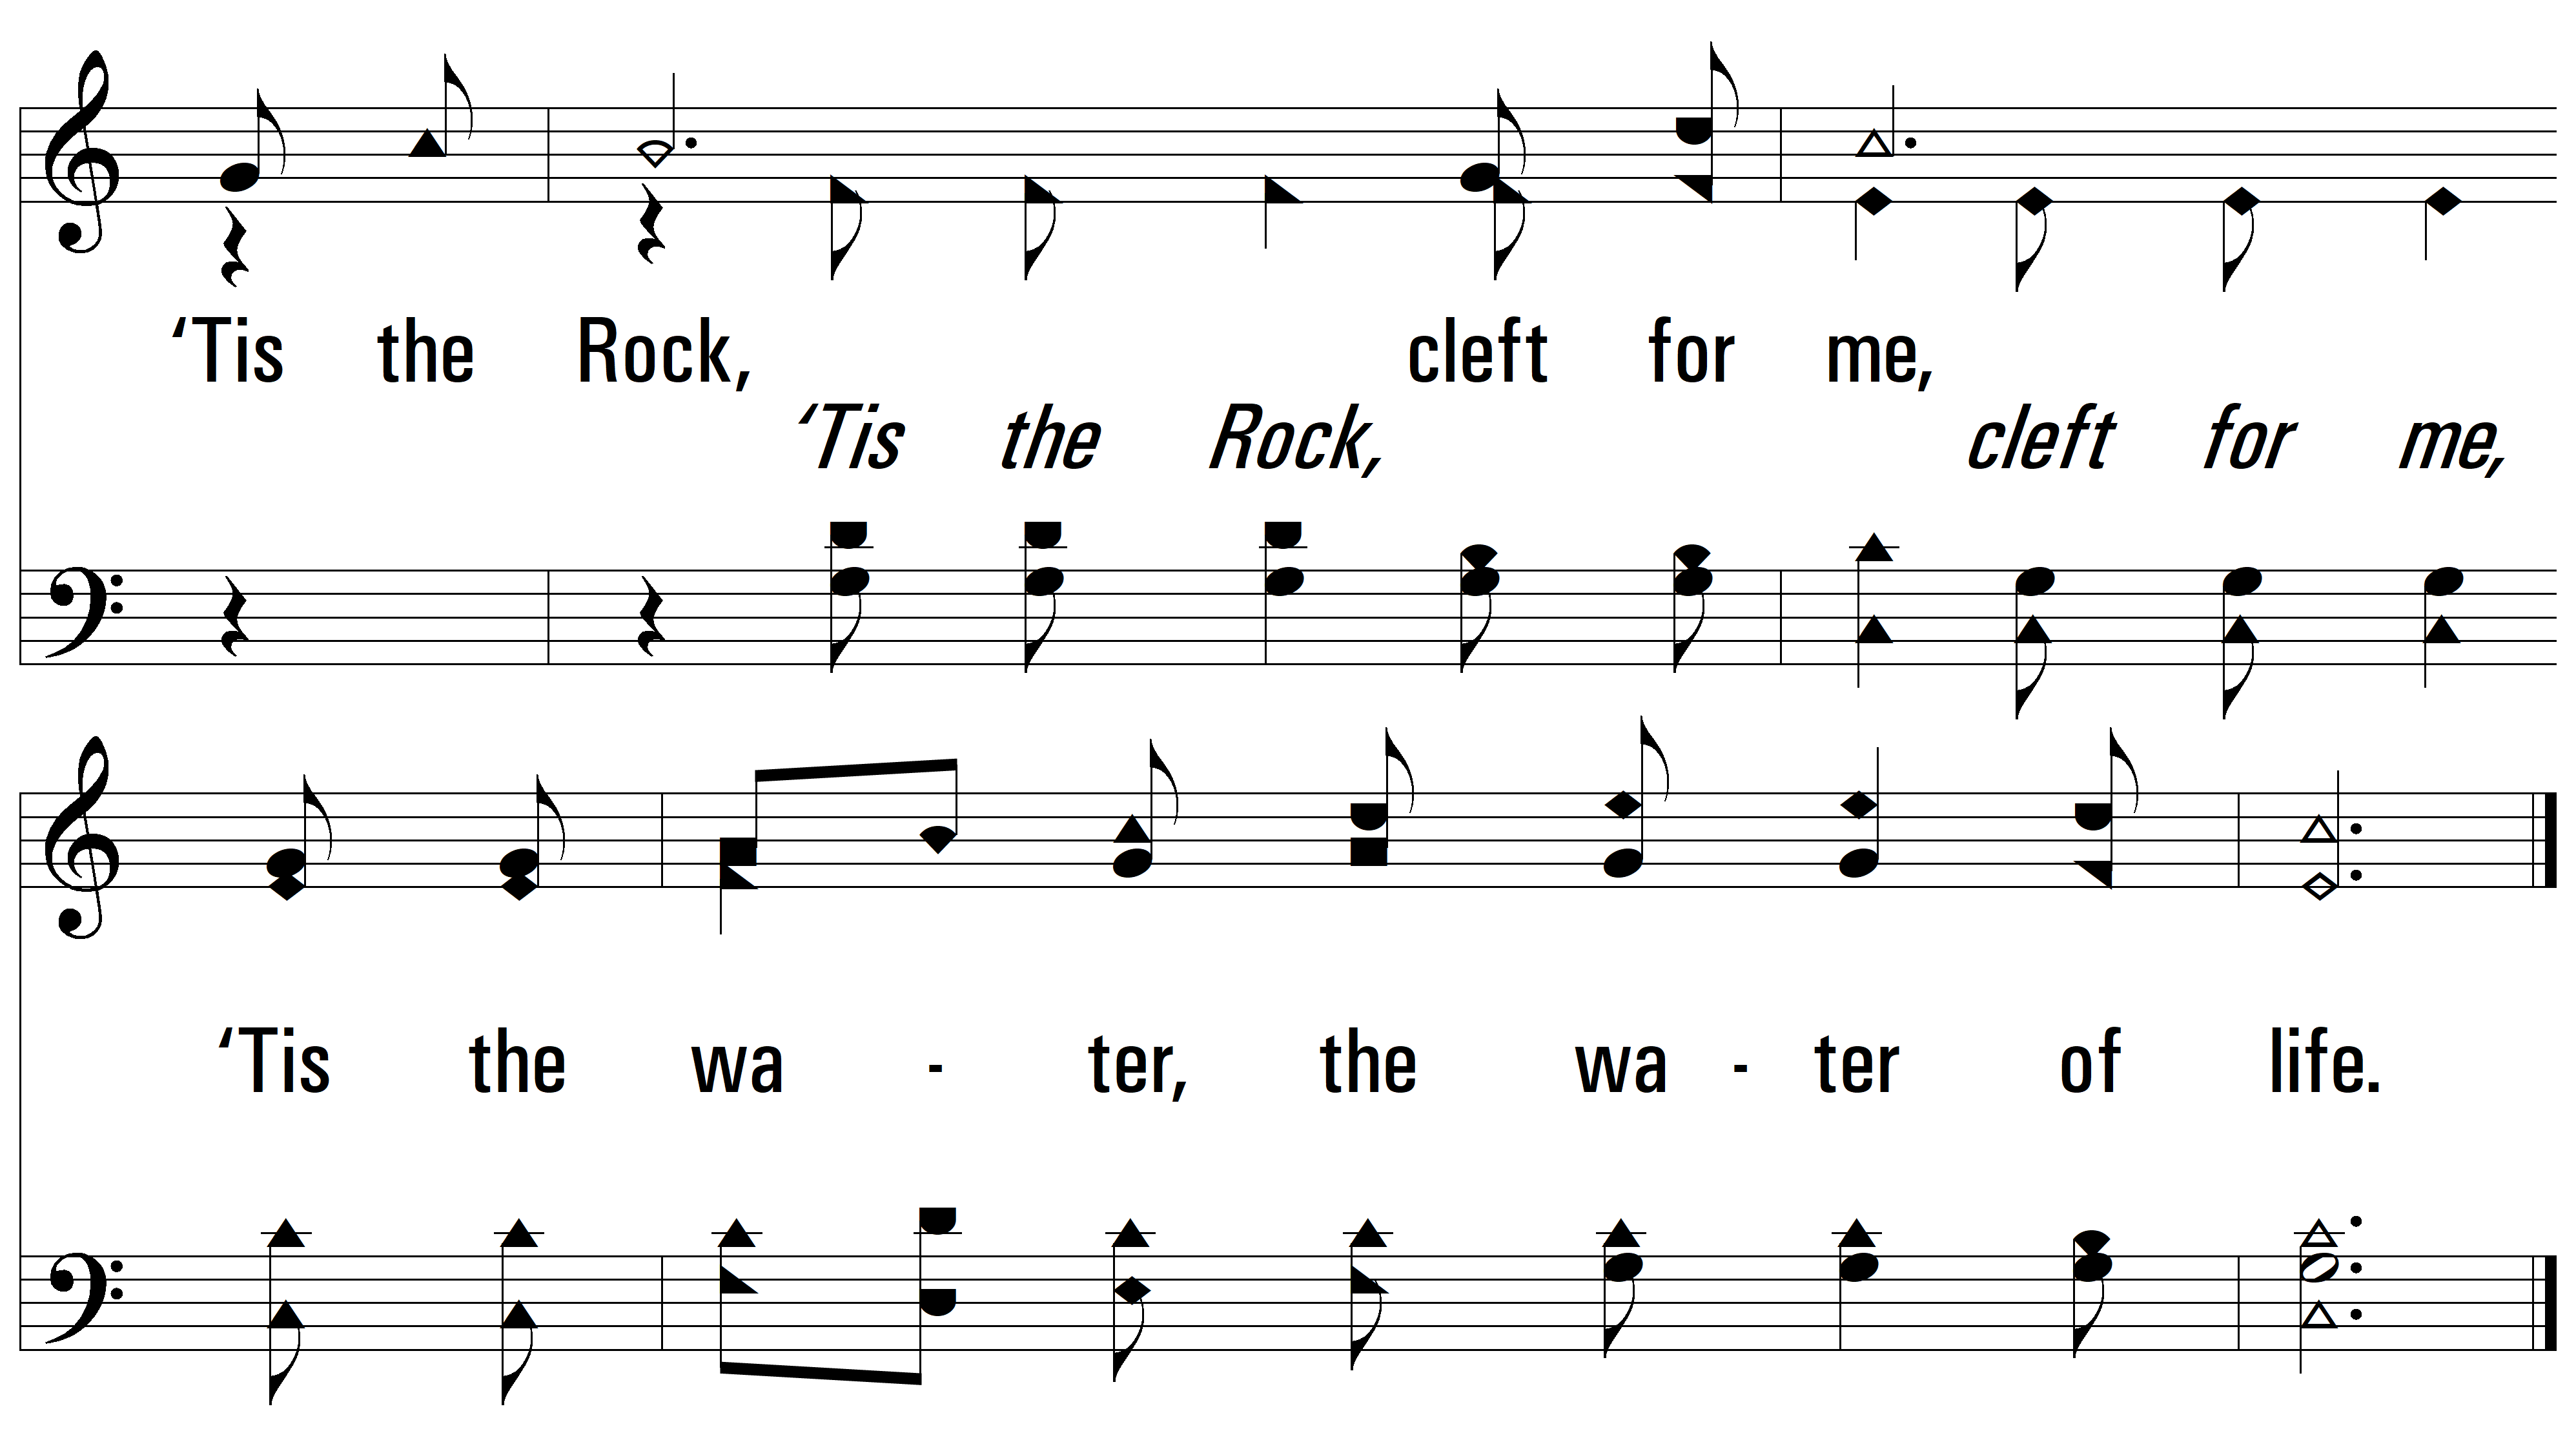 ‘Tis the Rock, cleft for me,
‘Tis the Rock, cleft for me,
‘Tis the wa - ter, the wa - ter of life.